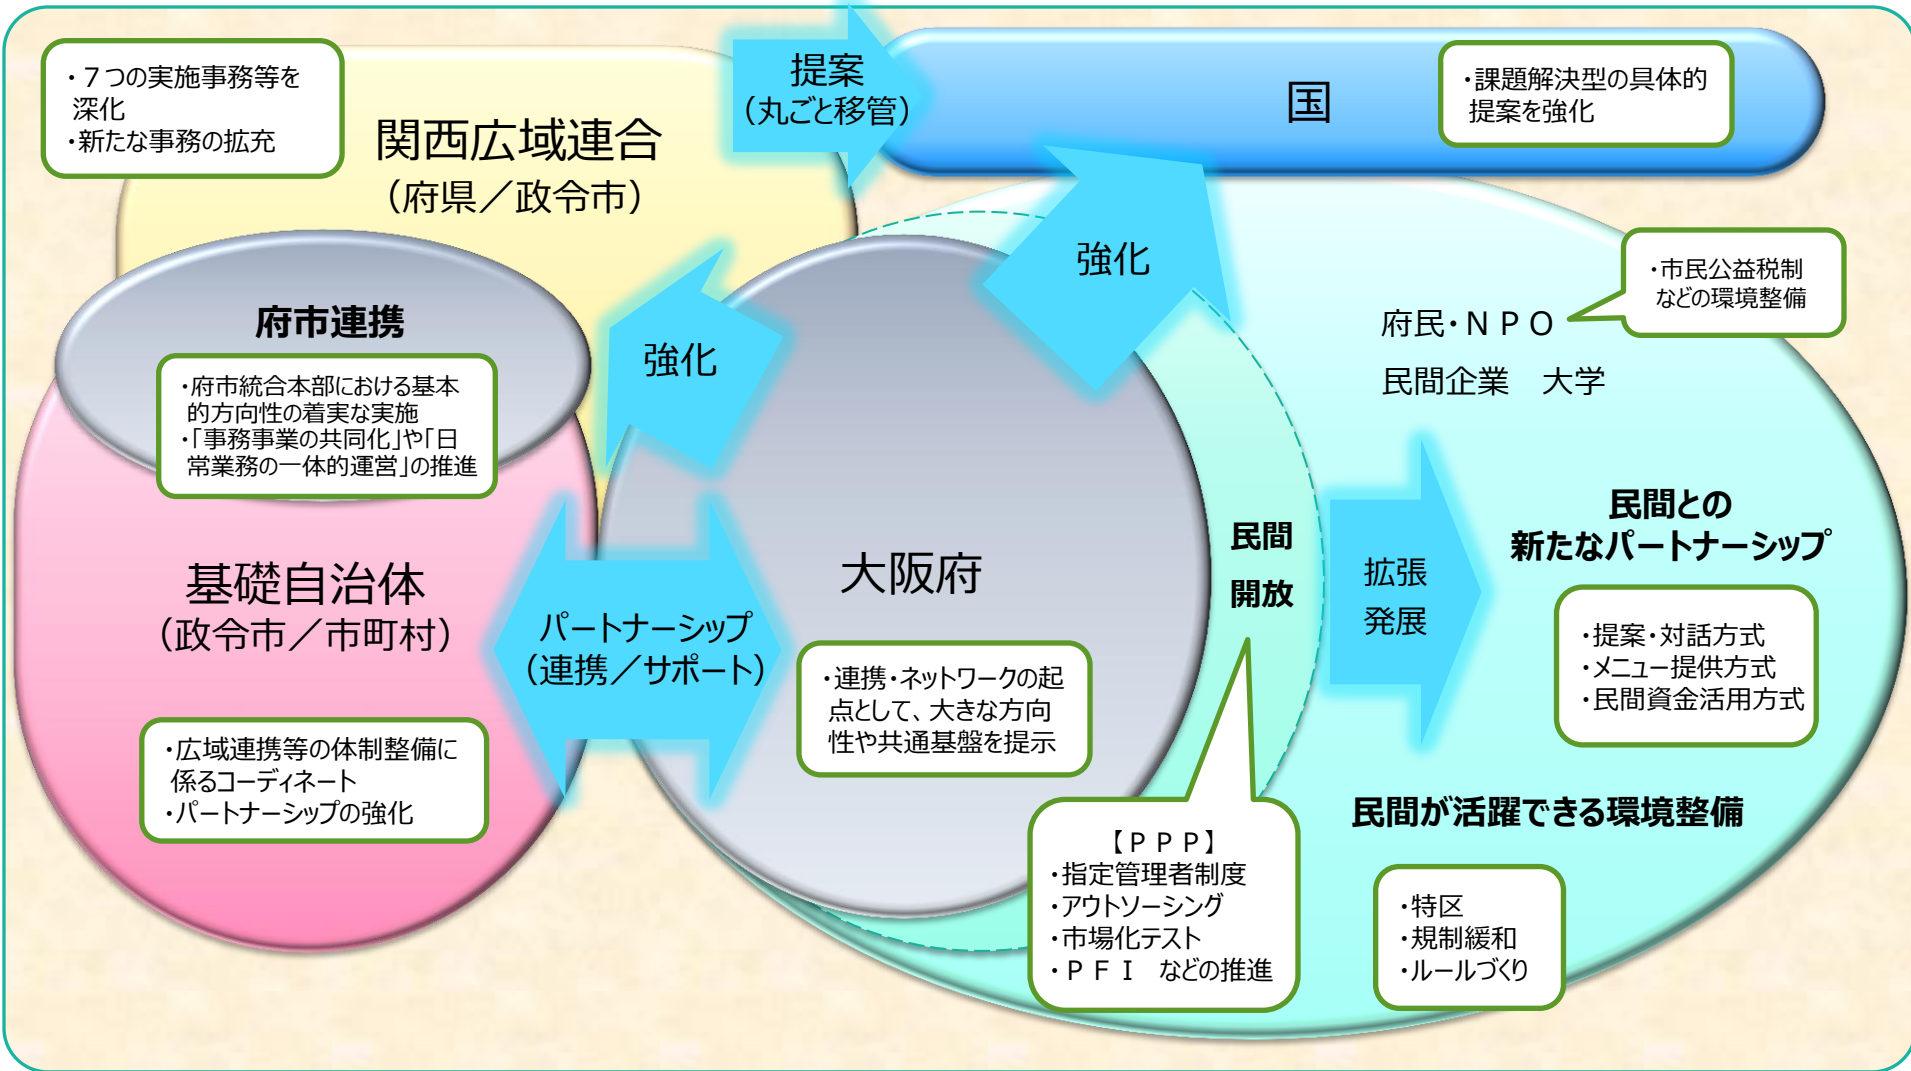 ・７つの実施事務等を
深化
・新たな事務の拡充
関西広域連合
（府県／政令市）
提案
（丸ごと移管）
国
・課題解決型の具体的
提案を強化
強化
強化
府市連携
・府市統合本部における基本
的方向性の着実な実施
・「事務事業の共同化」や「日
常業務の一体的運営」の推進
基礎自治体
（政令市／市町村）
・広域連携等の体制整備に
係るコーディネート
・パートナーシップの強化
パートナーシップ
（連携／サポート）
大阪府
・連携・ネットワークの起
点として、大きな方向
性や共通基盤を提示
民間
開放
【ＰＰＰ】
・指定管理者制度
・アウトソーシング
・市場化テスト
・ＰＦＩ　などの推進
拡張
発展
・市民公益税制
などの環境整備
府民・ＮＰＯ
民間企業　大学
民間との
新たなパートナーシップ
・提案・対話方式
・メニュー提供方式
・民間資金活用方式
民間が活躍できる環境整備
・特区
・規制緩和
・ルールづくり